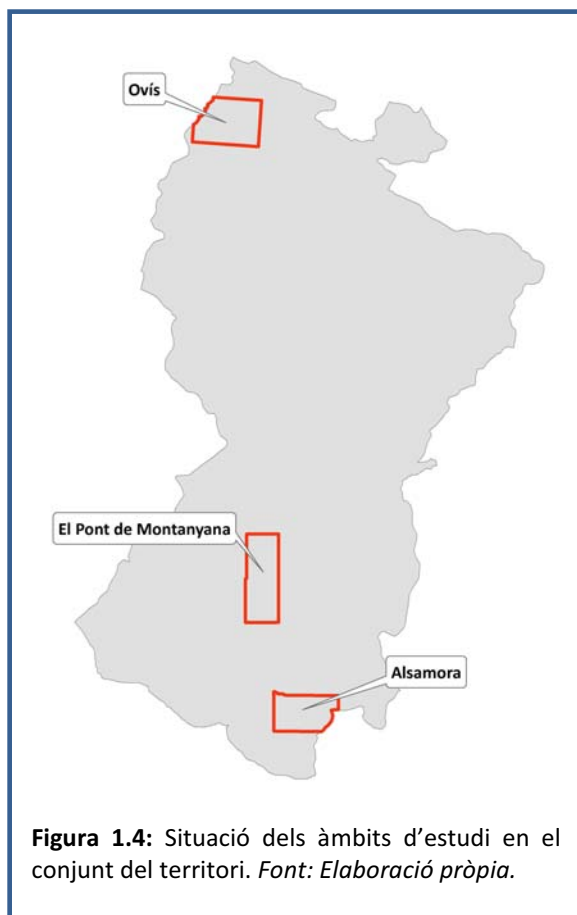 Ovís
El Pont de Montanyana
Alsamora
Figura 1.4: Situació dels àmbits d'estudi en el
conjunt del territori. Font: Elaboració pròpia.